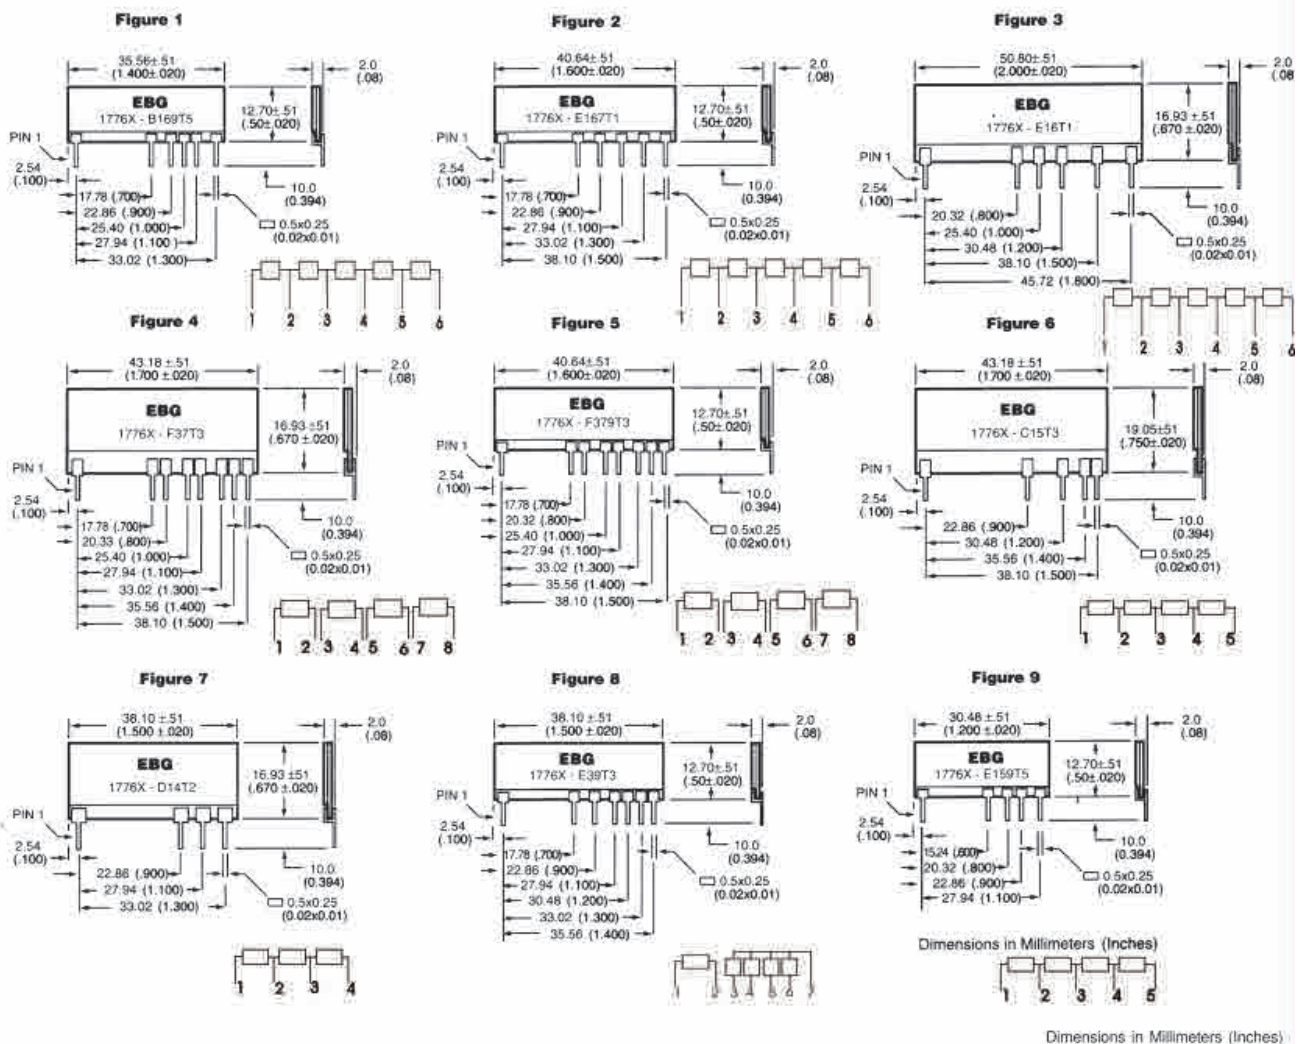 Figure 1
35.56±.51
(1.400±.020)
2.0
(.08)
EBG
1776X - B169T5
12.70±.51
(.50±.020)
PIN 1
2.54
(.100)
10.0
(0.394)
17.78 (.700)
22.86 (.900)
25.40 (1.000)
27.94 (1.100)
33.02 (1.300)
0.5x0.25
(0.02x0.01)
1 2 3 4 5 6
Figure 2
40.64±.51
(1.600±.020)
2.0
(.08)
EBG
1776X - E167T1
12.70±.51
(.50±.020)
PIN 1
2.54
(.100)
10.0
(0.394)
17.78 (.700)
22.86 (.900)
27.94 (1.100)
33.02 (1.300)
38.10 (1.500)
0.5x0.25
(0.02x0.01)
1 2 3 4 5 6
Figure 3
50.80±.51
(2.000±.020)
2.0
(.08
EBG
1776X - E16T1
16.93 ±51
(.670 ±.020)
PIN 1
2.54
(.100)
10.0
(0.394)
20.32 (.800)
25.40 (1.000)
30.48 (1.200)
38.10 (1.500)
45.72 (1.800)
0.5x0.25
(0.02x0.01)
1 2 3 4 5 6
Figure 4
43.18 ±.51
(1.700 ±.020)
2.0
(.08)
EBG
1776X - F37T3
16.93 ±51
(.670 ±.020)
PIN 1
2.54
(.100)
10.0
(0.394)
17.78 (.700)
20.33 (.800)
25.40 (1.000)
27.94 (1.100)
33.02 (1.300)
35.56 (1.400)
38.10 (1.500)
0.5x0.25
(0.02x0.01)
1 2 3 4 5 6 7 8
Figure 5
40.64±.51
(1.600±.020)
2.0
(.08)
EBG
1776X - F379T3
12.70±.51
(.50±.020)
PIN 1
2.54
(.100)
10.0
(0.394)
17.78 (.700)
20.32 (.800)
25.40 (1.000)
27.94 (1.100)
33.02 (1.300)
35.56 (1.400)
38.10 (1.500)
0.5x0.25
(0.02x0.01)
1 2 3 4 5 6 7 8
Figure 6
43.18 ±.51
(1.700 ±.020)
2.0
(.08)
EBG
1776X - C15T3
19.05±51
(.750±.020)
PIN 1
2.54
(.100)
10.0
(0.394)
22.86 (.900)
30.48 (1.200)
35.56 (1.400)
38.10 (1.500)
0.5x0.25
(0.02x0.01)
1 2 3 4 5
Figure 7
38.10 ±.51
(1.500 ±.020)
2.0
(.08)
EBG
1776X - D14T2
16.93 ±51
(.670 ±.020)
PIN 1
2.54
(.100)
10.0
(0.394)
22.86 (.900)
27.94 (1.100)
33.02 (1.300)
0.5x0.25
(0.02x0.01)
1 2 3 4
Figure 8
38.10 ±.51
(1.500 ±.020)
2.0
(.08)
EBG
1776X - E39T3
12.70±.51
(.50±.020)
PIN 1
2.54
(.100)
10.0
(0.394)
17.78 (.700)
22.86 (.900)
27.94 (1.100)
30.48 (1.200)
33.02 (1.300)
35.56 (1.400)
0.5x0.25
(0.02x0.01)
Figure 9
30.48 ±.51
(1.200 ±.020)
2.0
(.08)
EBG
1776X - E159T5
12.70±.51
(.50±.020)
PIN 1
2.54
(.100)
10.0
(0.394)
15.24 (.600)
20.32 (.800)
22.86 (.900)
27.94 (1.100)
0.5x0.25
(0.02x0.01)
Dimensions in Millimeters (Inches)
1 2 3 4 5
Dimensions in Millimeters (Inches)